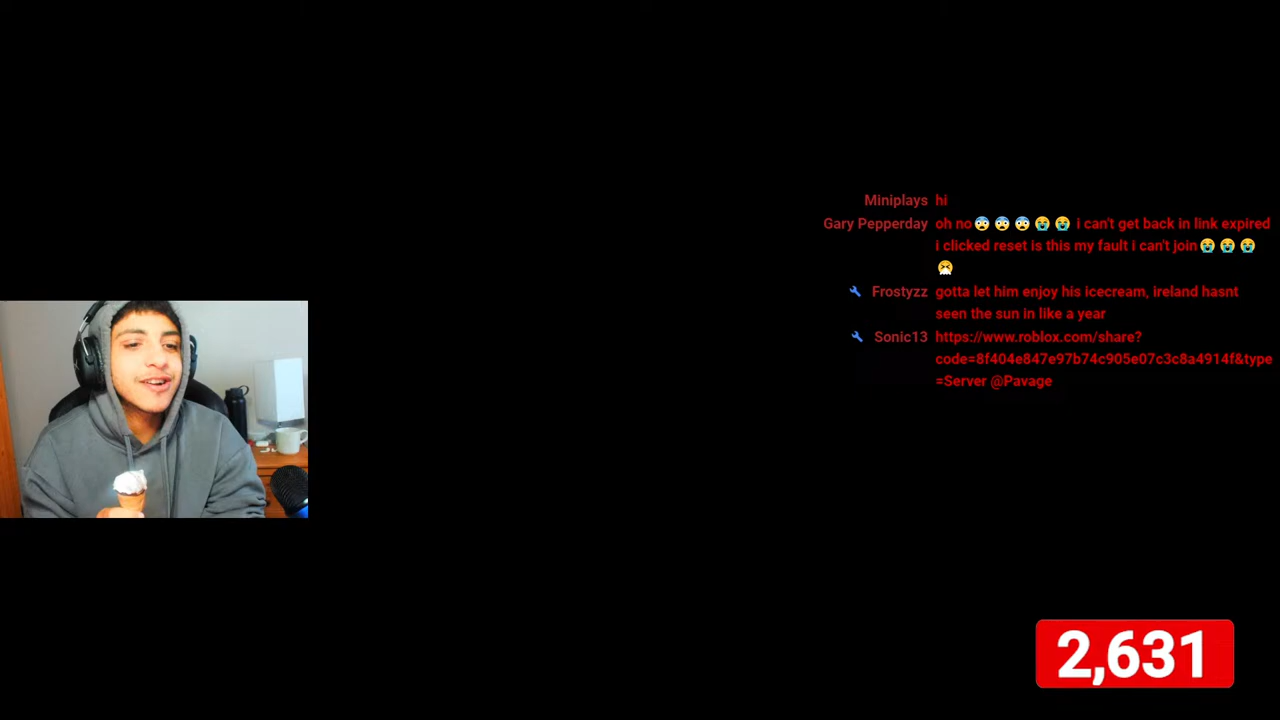 Miniplays hi
Gary Pepperday oh no😨😨😨😭😭 i can't get back in link expired
i clicked reset is this my fault i can't join😭😭😭
😤
Frostyzz gotta let him enjoy his icecream, ireland hasnt
seen the sun in like a year
Sonic13 https://www.roblox.com/share?
code=8f404e847e97b74c905e07c3c8a4914f&type
=Server @Pavage
2,631